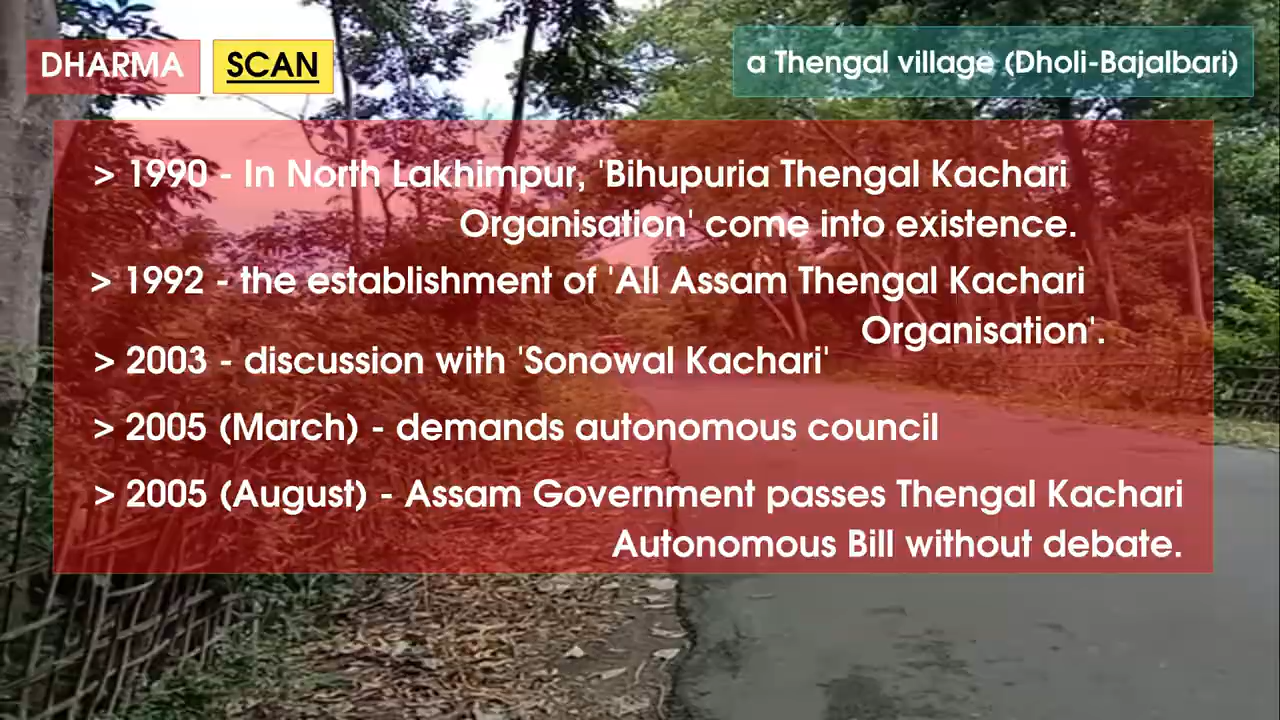 DHARMA SCAN
a Thengal village (Dholi-Bajalbari)
> 1990 - In North Lakhimpur, 'Bihupuria Thengal Kachari
Organisation' come into existence.
> 1992 - the establishment of 'All Assam Thengal Kachari
Organisation'.
> 2003 - discussion with 'Sonowal Kachari'
> 2005 (March) - demands autonomous council
> 2005 (August) - Assam Government passes Thengal Kachari
Autonomous Bill without debate.